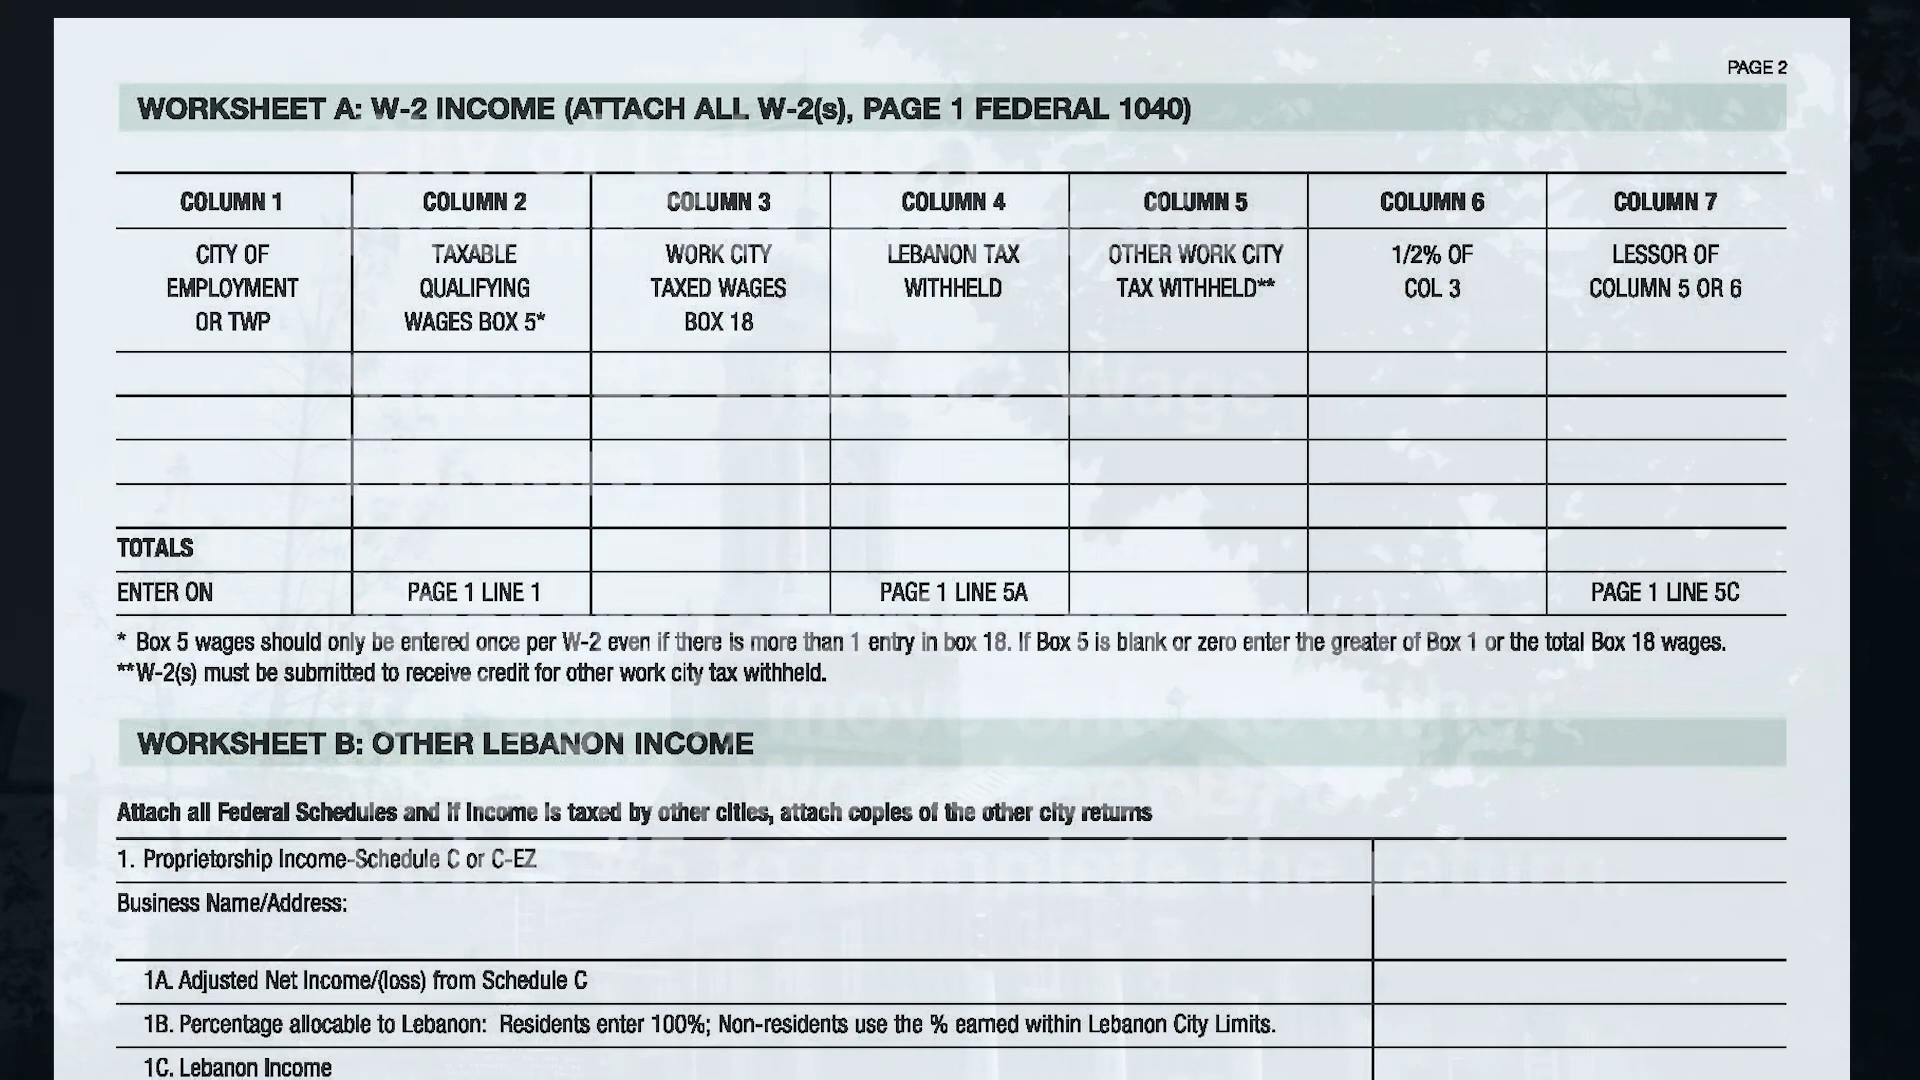 PAGE 2
WORKSHEET A: W-2 INCOME (ATTACH ALL W-2(s), PAGE 1 FEDERAL 1040)
COLUMN 1 COLUMN 2 COLUMN 3 COLUMN 4 COLUMN 5 COLUMN 6 COLUMN 7
CITY OF TAXABLE WORK CITY LEBANON TAX OTHER WORK CITY 1/2% OF LESSOR OF
EMPLOYMENT QUALIFYING TAXED WAGES WITHHELD TAX WITHHELD** COL 3 COLUMN 5 OR 6
OR TWP WAGES BOX 5* BOX 18
TOTALS
ENTER ON PAGE 1 LINE 1 PAGE 1 LINE 5A PAGE 1 LINE 5C
* Box 5 wages should only be entered once per W-2 even if there is more than 1 entry in box 18. If Box 5 is blank or zero enter the greater of Box 1 or the total Box 18 wages.
**W-2(s) must be submitted to receive credit for other work city tax withheld.
WORKSHEET B: OTHER LEBANON INCOME
Attach all Federal Schedules and if Income is taxed by other cities, attach copies of the other city returns
1. Proprietorship Income-Schedule C or C-EZ
Business Name/Address:
1A. Adjusted Net Income/(loss) from Schedule C
1B. Percentage allocable to Lebanon: Residents enter 100%; Non-residents use the % earned within Lebanon City Limits.
1C. Lebanon Income